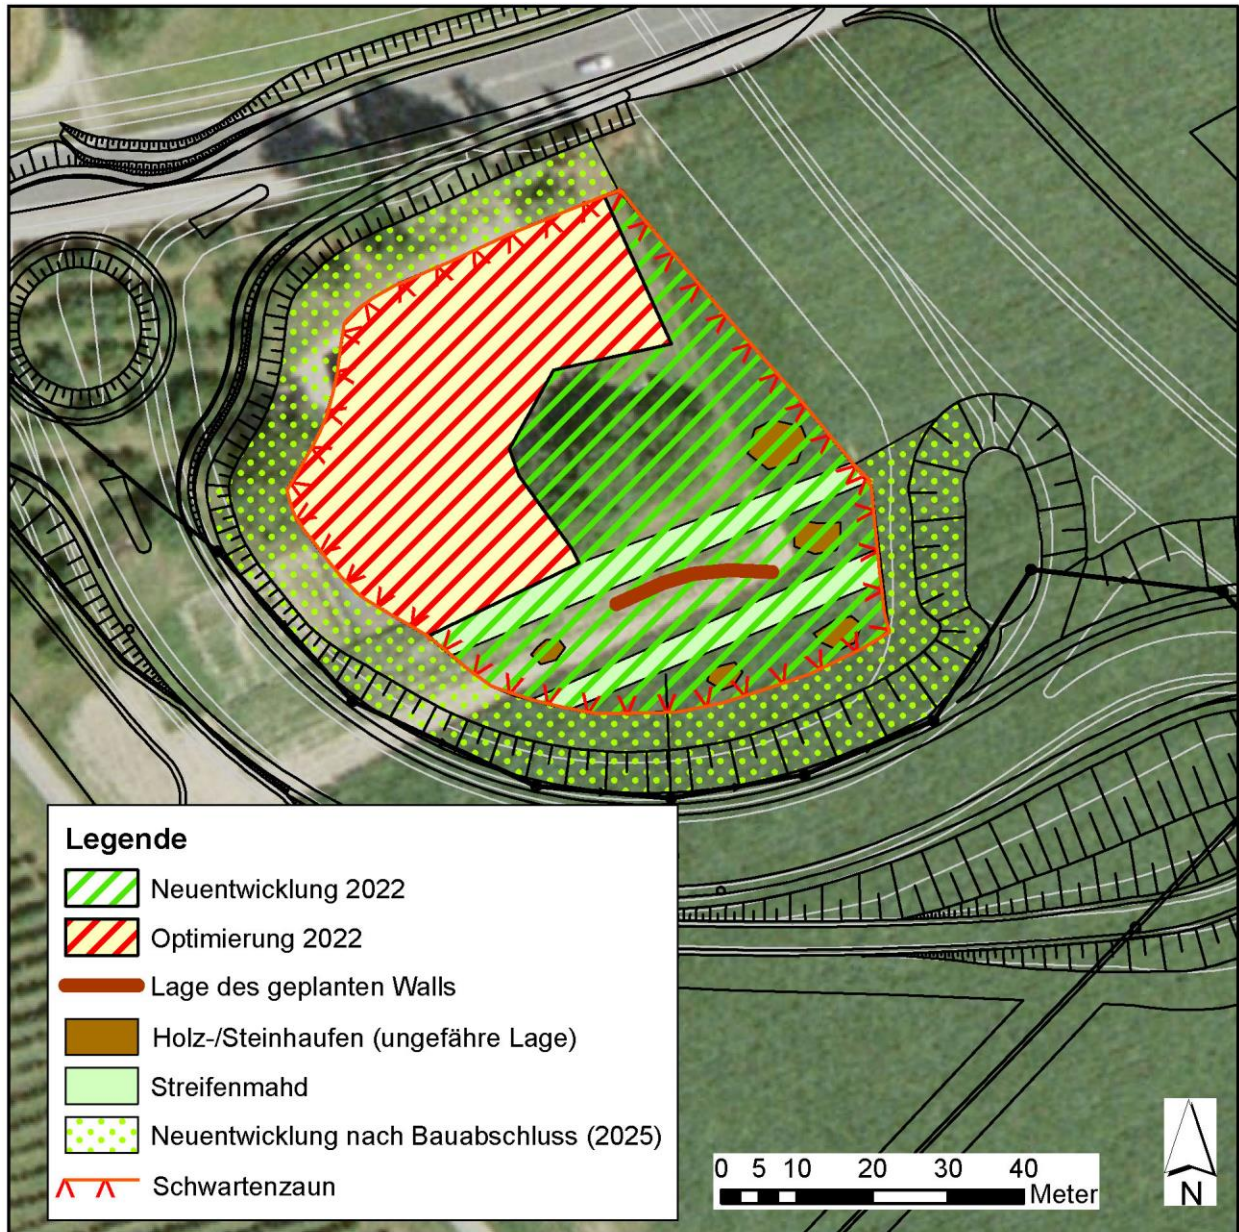 Legende
Neuentwicklung 2022
Optimierung 2022
Lage des geplanten Walls
Holz-/Steinhaufen (ungefähre Lage)
Streifenmahd
Neuentwicklung nach Bauabschluss (2025)
Schwartenzaun
0 5 10 20 30 40
Meter
N